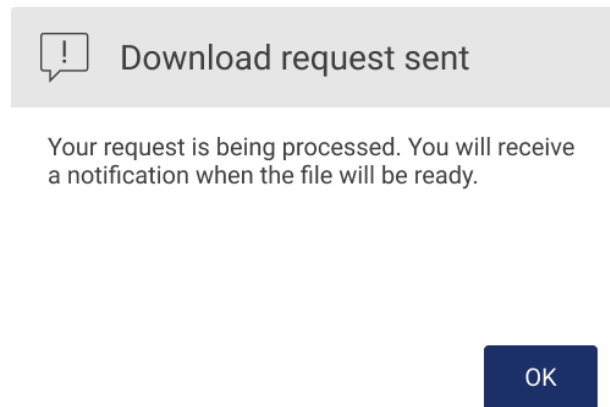 !
Download request sent
Your request is being processed. You will receive
a notification when the file will be ready.
OK